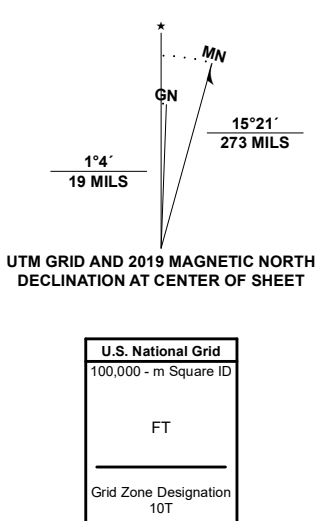 ★
MN
GN
15°21´
273 MILS
1°4´
19 MILS
UTM GRID AND 2019 MAGNETIC NORTH
DECLINATION AT CENTER OF SHEET
U.S. National Grid
100,000 - m Square ID
FT
Grid Zone Designation
10T